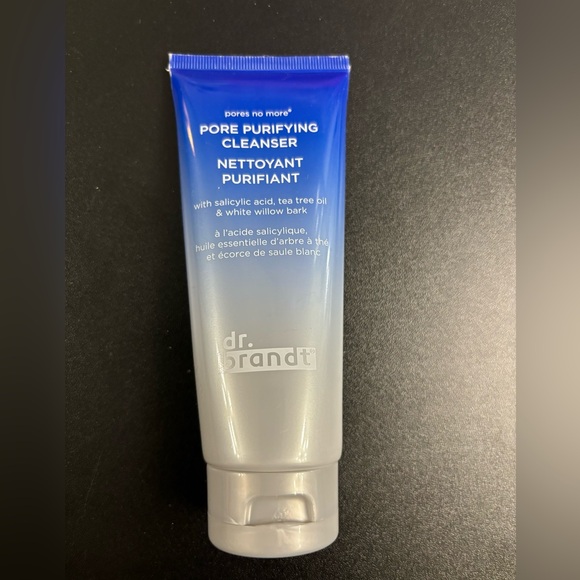 pores no more®
PORE PURIFYING
CLEANSER
NETTOYANT
PURIFIANT
with salicylic acid, tea tree oil
& white willow bark
à l'acide salicylique,
huile essentielle d'arbre à thé
et écorce de saule blanc
dr.
brandt